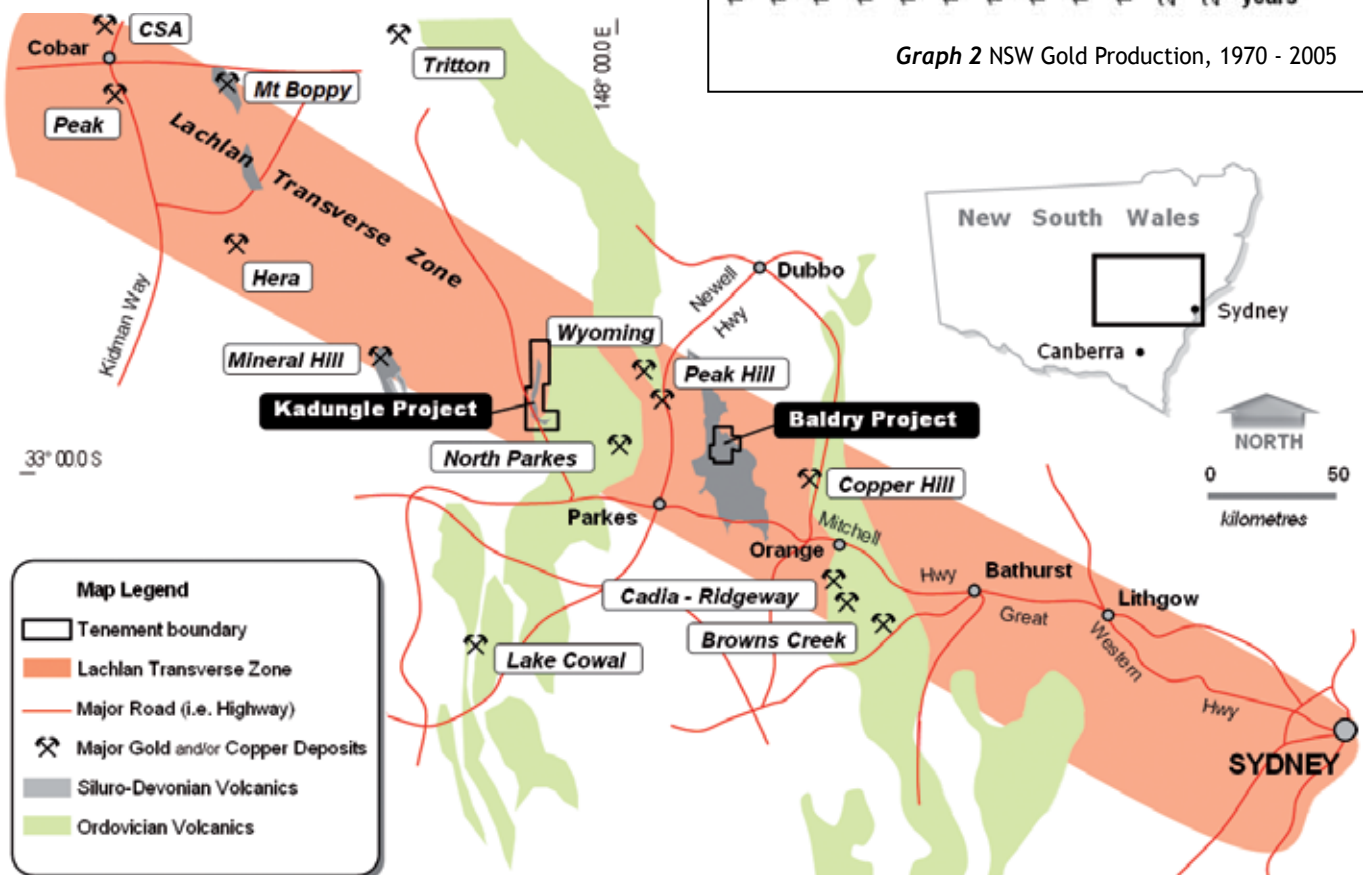 years
Graph 2 NSW Gold Production, 1970 - 2005
CSA
Cobar
Tritton
148° 00.0 E
Mt Boppy
Peak
Lachlan Transverse Zone
New South Wales
Sydney
Canberra
Hera
Kidman Way
Newell
Hwy
Dubbo
Wyoming
Mineral Hill
Peak Hill
Kadungle Project
Baldry Project
NORTH
North Parkes
33° 00.0 S
0 50
kilometres
Copper Hill
Parkes
Mitchell
Orange
Hwy
Bathurst
Cadia - Ridgeway
Great
Lithgow
Browns Creek
Western
Lake Cowal
Hwy
SYDNEY
Map Legend
Tenement boundary
Lachlan Transverse Zone
Major Road (i.e. Highway)
Major Gold and/or Copper Deposits
Siluro-Devonian Volcanics
Ordovician Volcanics